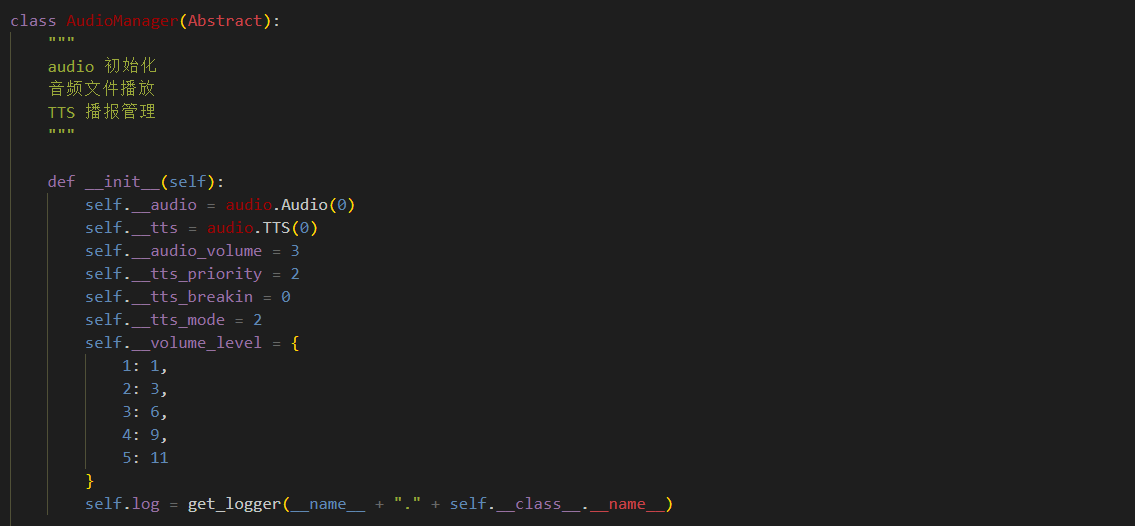 class AudioManager(Abstract):
    """
    audio 初始化
    音频文件播放
    TTS 播报管理
    """
    def __init__(self):
        self.__audio = audio.Audio(0)
        self.__tts = audio.TTS(0)
        self.__audio_volume = 3
        self.__tts_priority = 2
        self.__tts_breakin = 0
        self.__tts_mode = 2
        self.__volume_level = {
            1: 1,
            2: 3,
            3: 6,
            4: 9,
            5: 11
        }
        self.log = get_logger(__name__ + "." + self.__class__.__name__)